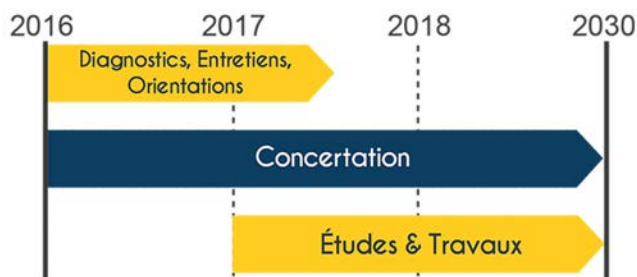 2016 2017 2018 2030
Diagnostics, Entretiens,
Orientations
Concertation
Études & Travaux